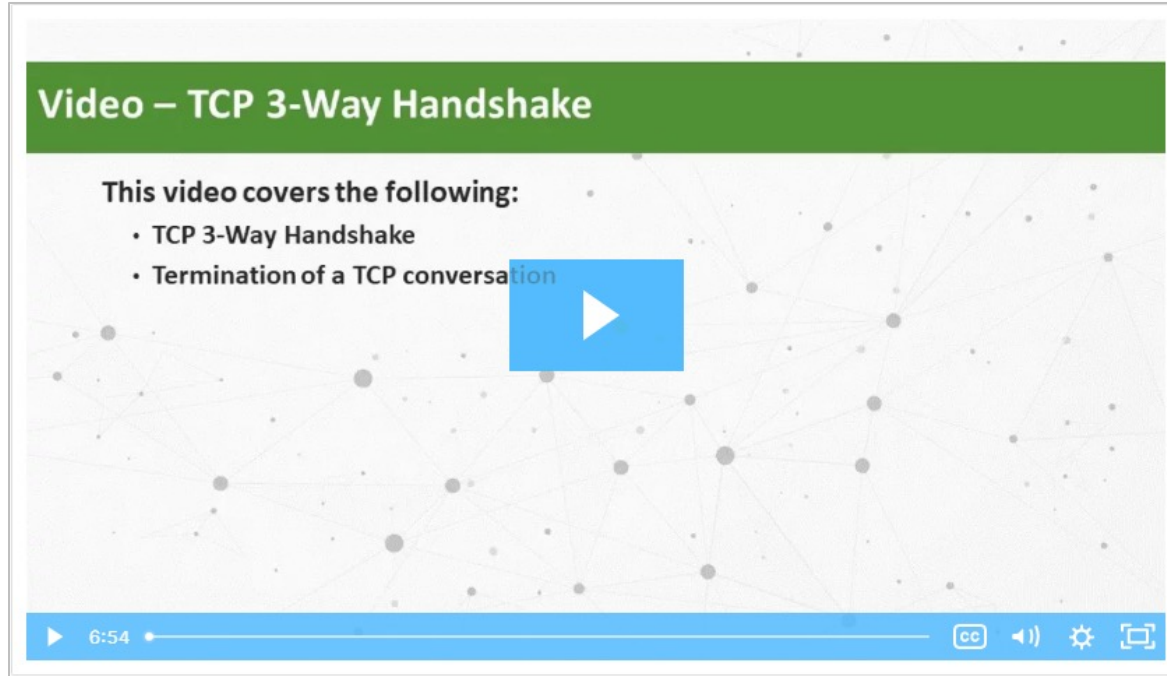 Video – TCP 3-Way Handshake
This video covers the following:
• TCP 3-Way Handshake
• Termination of a TCP conversation
6:54
CC